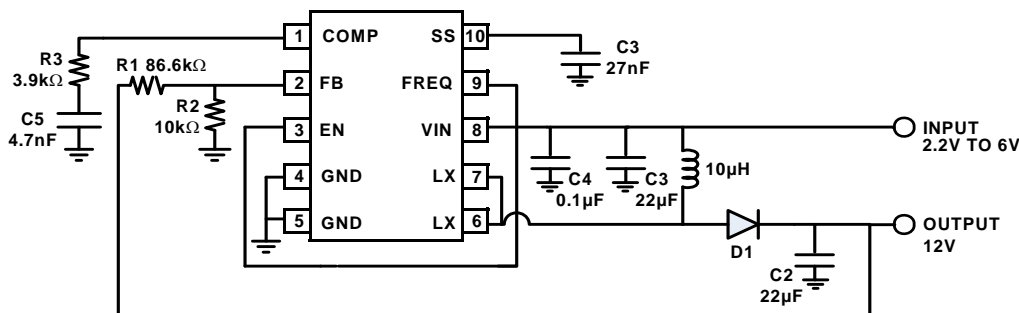 1 COMP
SS 10
R3
3.9kΩ
C3
27nF
R1 86.6kΩ
2 FB
FREQ 9
R2
10kΩ
C5
4.7nF
3 EN
VIN 8
INPUT
2.2V TO 6V
4 GND
LX 7
C4
0.1µF
C3
22µF
10µH
5 GND
LX 6
D1
OUTPUT
12V
C2
22µF